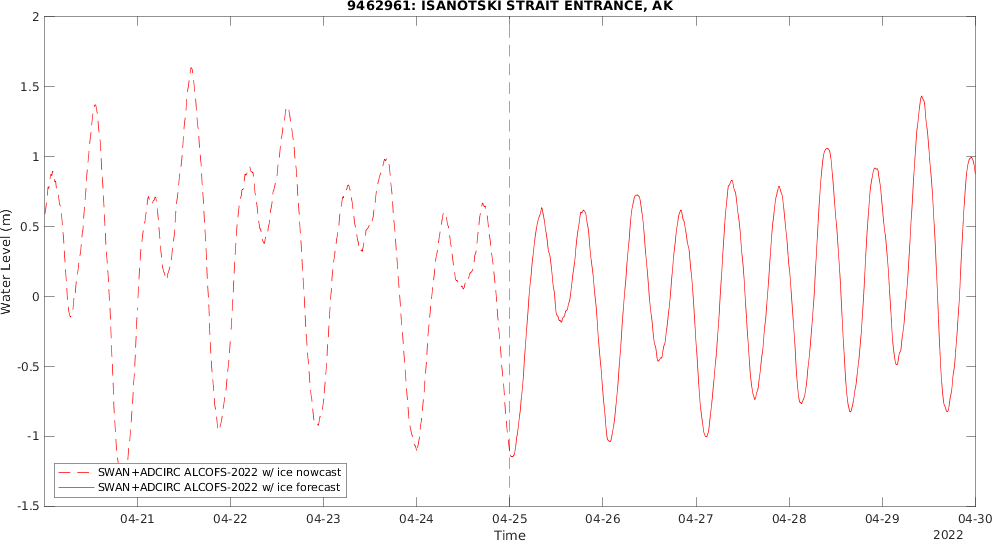 9462961: ISANOTSKI STRAIT ENTRANCE, AK
2
1.5
1
0.5
0
-0.5
-1
-1.5
Water Level (m)
SWAN+ADCIRC ALCOFS-2022 w/ ice nowcast
SWAN+ADCIRC ALCOFS-2022 w/ ice forecast
04-21 04-22 04-23 04-24 04-25 04-26 04-27 04-28 04-29 04-30
Time
2022